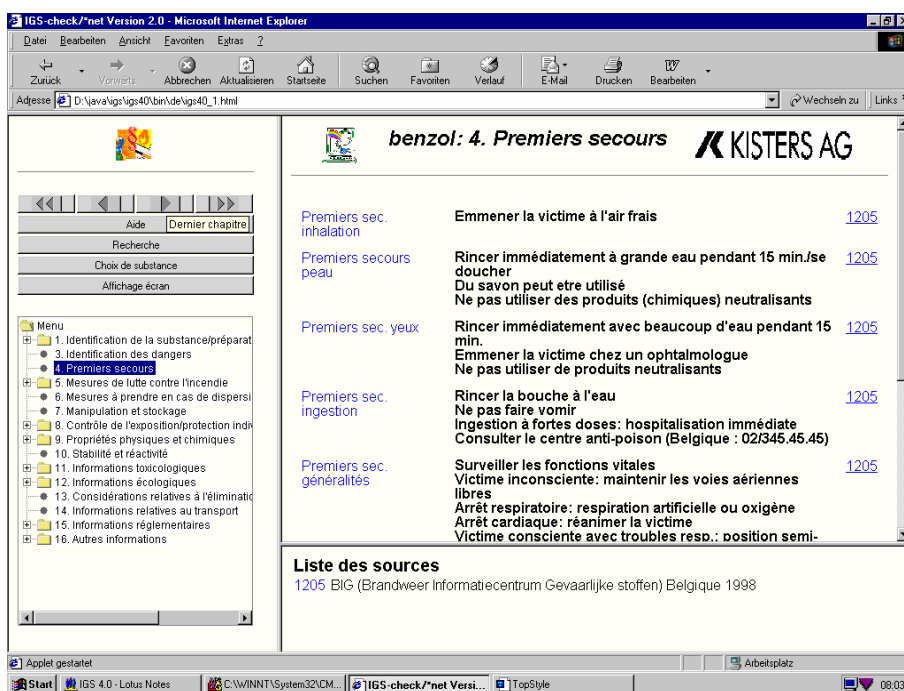 IGS-check/*net Version 2.0 - Microsoft Internet Explorer
Datei Bearbeiten Ansicht Favoriten Extras ?
Zurück Vorwärts Abbrechen Aktualisieren Startseite Suchen Favoriten Verlauf E-Mail Drucken Bearbeiten
Adresse D:\java\igs\igs40\bin\de\igs40_1.html Wechseln zu Links
Aide Dernier chapitre
Recherche
Choix de substance
Affichage écran
Menu
1. Identification de la substance/préparat
3. Identification des dangers
4. Premiers secours
5. Mesures de lutte contre l'incendie
6. Mesures à prendre en cas de dispersi
7. Manipulation et stockage
8. Contrôle de l'exposition/protection indiv
9. Propriétés physiques et chimiques
10. Stabilité et réactivité
11. Informations toxicologiques
12. Informations écologiques
13. Considérations relatives à l'éliminatio
14. Informations relatives au transport
15. Informations réglementaires
16. Autres informations
benzol: 4. Premiers secours KISTERS AG
Premiers sec. Emmener la victime à l'air frais 1205
inhalation
Premiers secours Rincer immédiatement à grande eau pendant 15 min./se 1205
peau doucher
Du savon peut etre utilisé
Ne pas utiliser des produits (chimiques) neutralisants
Premiers sec. yeux Rincer immédiatement avec beaucoup d'eau pendant 15 1205
min.
Emmener la victime chez un ophtalmologue
Ne pas utiliser de produits neutralisants
Premiers sec. Rincer la bouche à l'eau 1205
ingestion Ne pas faire vomir
Ingestion à fortes doses: hospitalisation immédiate
Consulter le centre anti-poison (Belgique : 02/345.45.45)
Premiers sec. Surveiller les fonctions vitales 1205
généralités Victime inconsciente: maintenir les voies aériennes
libres
Arrêt respiratoire: respiration artificielle ou oxigène
Arrêt cardiaque: réanimer la victime
Victime consciente avec troubles resp.: position semi-
Liste des sources
1205 BIG (Brandweer Informatiecentrum Gevaarlijke stoffen) Belgique 1998
Applet gestartet Arbeitsplatz
Start IGS 4.0 - Lotus Notes C:\WINNT\System32\CM... IGS-check/*net Versi... TopStyle 08:03